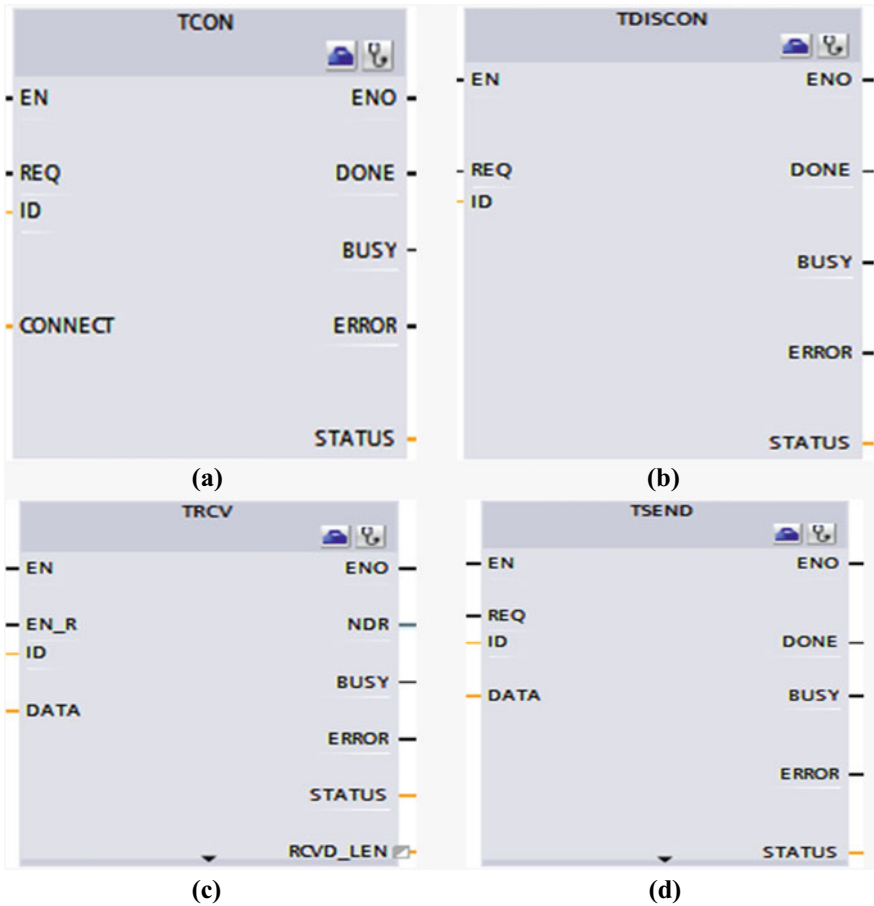 TCON
EN ENO
REQ DONE
ID
BUSY
CONNECT ERROR
STATUS
(a)
TDISCON
EN ENO
REQ DONE
ID
BUSY
ERROR
STATUS
(b)
TRCV
EN ENO
EN_R NDR
ID
BUSY
DATA
ERROR
STATUS
RCVD_LEN
(c)
TSEND
EN ENO
REQ
ID DONE
DATA BUSY
ERROR
STATUS
(d)